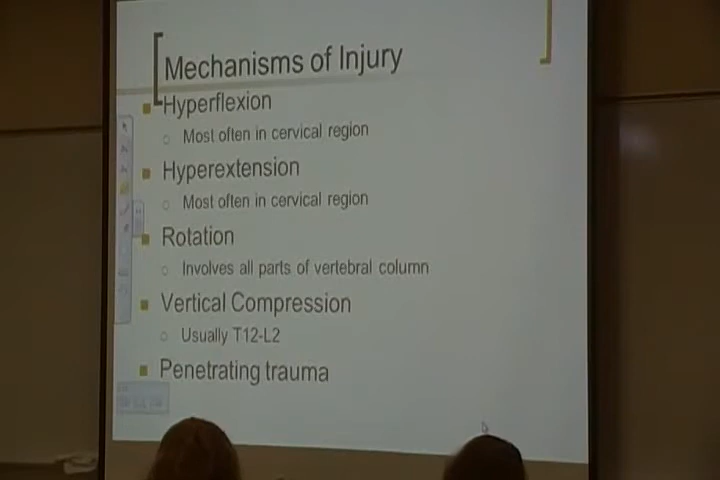 Mechanisms of Injury
Hyperflexion
Most often in cervical region
Hyperextension
Most often in cervical region
Rotation
Involves all parts of vertebral column
Vertical Compression
Usually T12-L2
Penetrating trauma